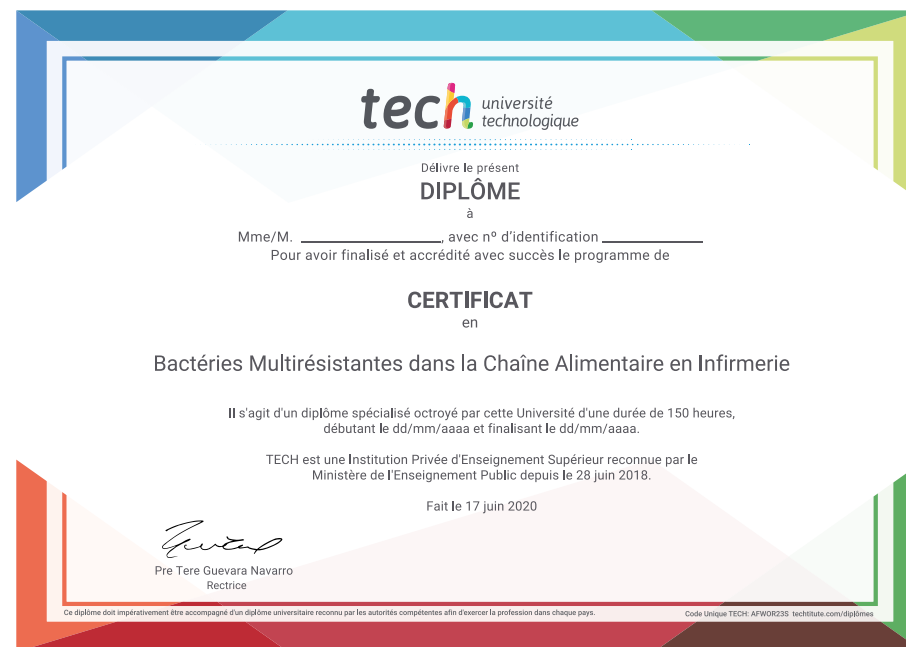 tech université
technologique
Délivre le présent
DIPLÔME
à
Mme/M. ____________________, avec nº d'identification ______________
Pour avoir finalisé et accrédité avec succès le programme de
CERTIFICAT
en
Bactéries Multirésistantes dans la Chaîne Alimentaire en Infirmerie
Il s'agit d'un diplôme spécialisé octroyé par cette Université d'une durée de 150 heures,
débutant le dd/mm/aaaa et finalisant le dd/mm/aaaa.
TECH est une Institution Privée d'Enseignement Supérieur reconnue par le
Ministère de l'Enseignement Public depuis le 28 juin 2018.
Fait le 17 juin 2020
Pre Tere Guevara Navarro
Rectrice
Ce diplôme doit impérativement être accompagné d'un diplôme universitaire reconnu par les autorités compétentes afin d'exercer la profession dans chaque pays.
Code Unique TECH: AFWOR23S techtitute.com/diplômes